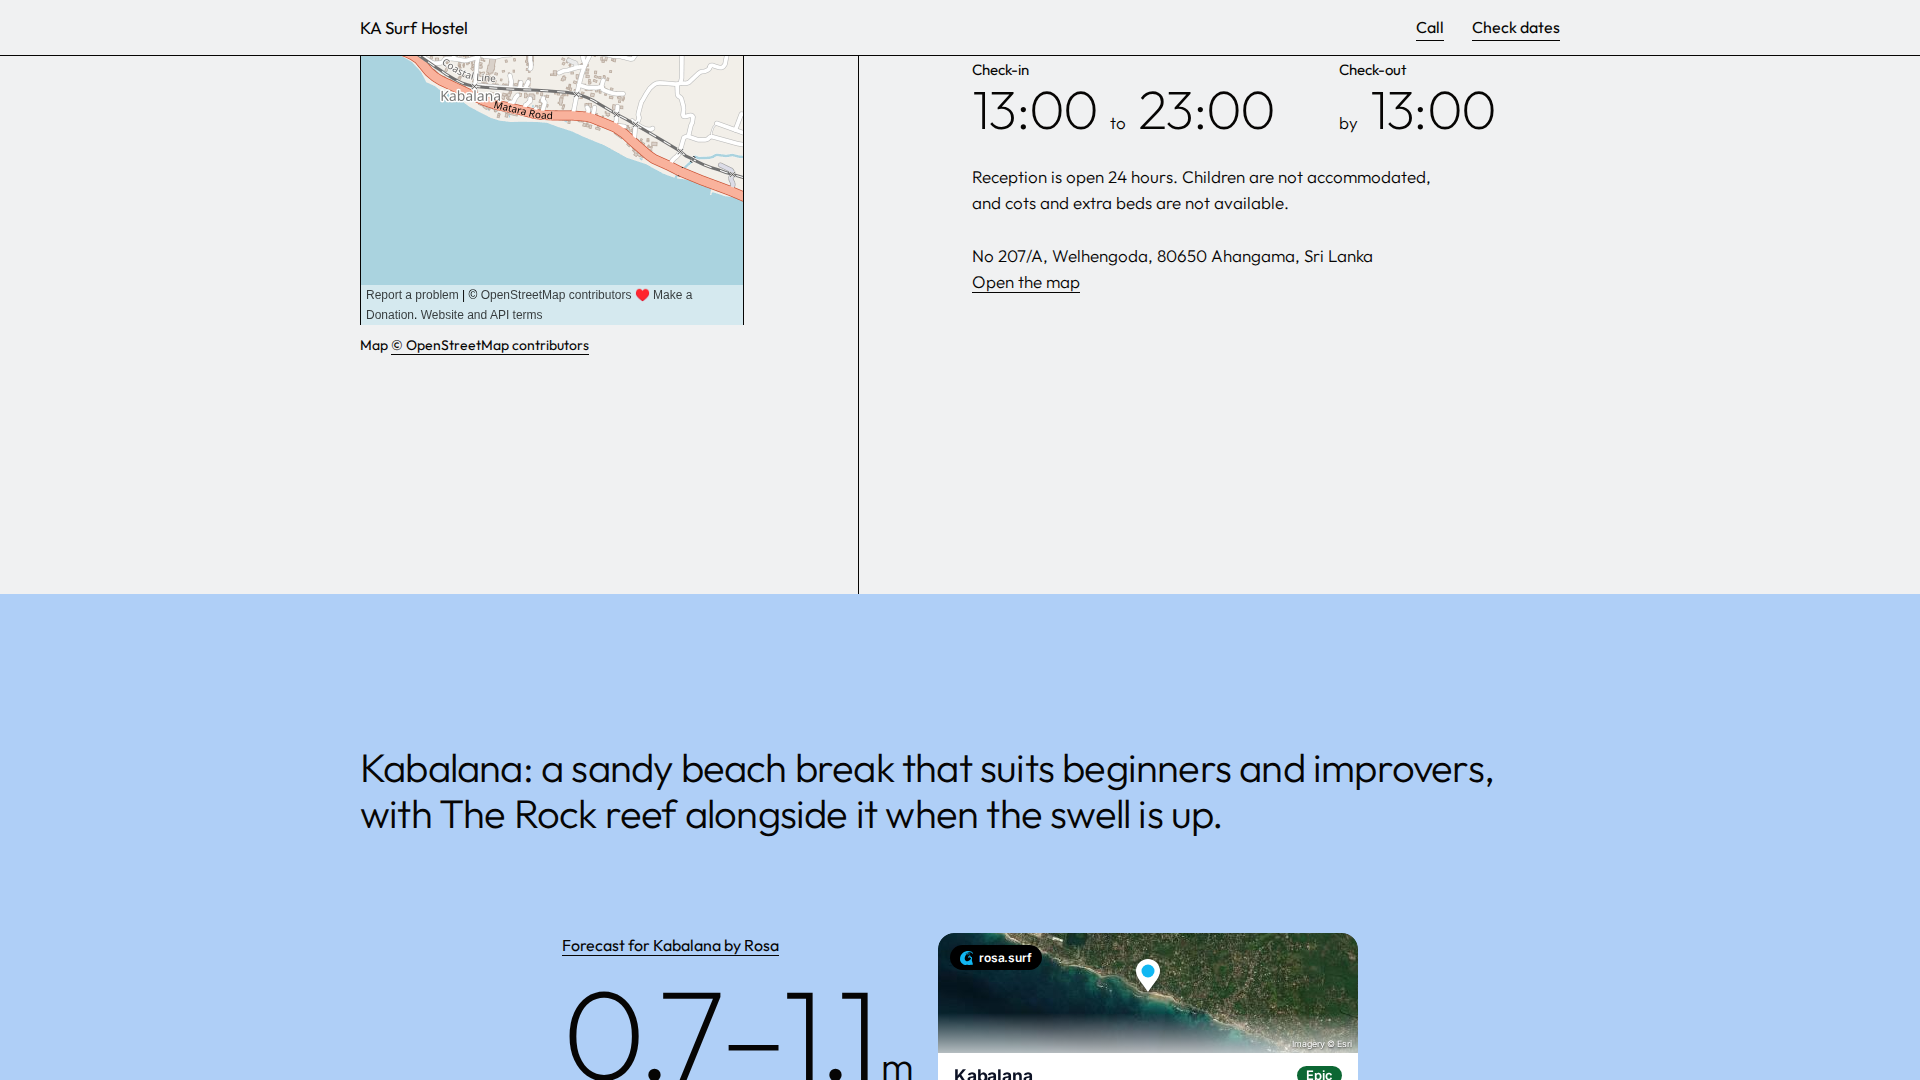 KA Surf Hostel
Call
Check dates
Coastal Line
Kabalana
Matara Road
Report a problem | © OpenStreetMap contributors ❤️ Make a
Donation. Website and API terms
Map © OpenStreetMap contributors
Check-in
13:00 to 23:00
Check-out
by 13:00
Reception is open 24 hours. Children are not accommodated,
and cots and extra beds are not available.
No 207/A, Welhengoda, 80650 Ahangama, Sri Lanka
Open the map
Kabalana: a sandy beach break that suits beginners and improvers,
with The Rock reef alongside it when the swell is up.
Forecast for Kabalana by Rosa
0.7–1.1 m
rosa.surf
Imagery © Esri
Kabalana
Epic